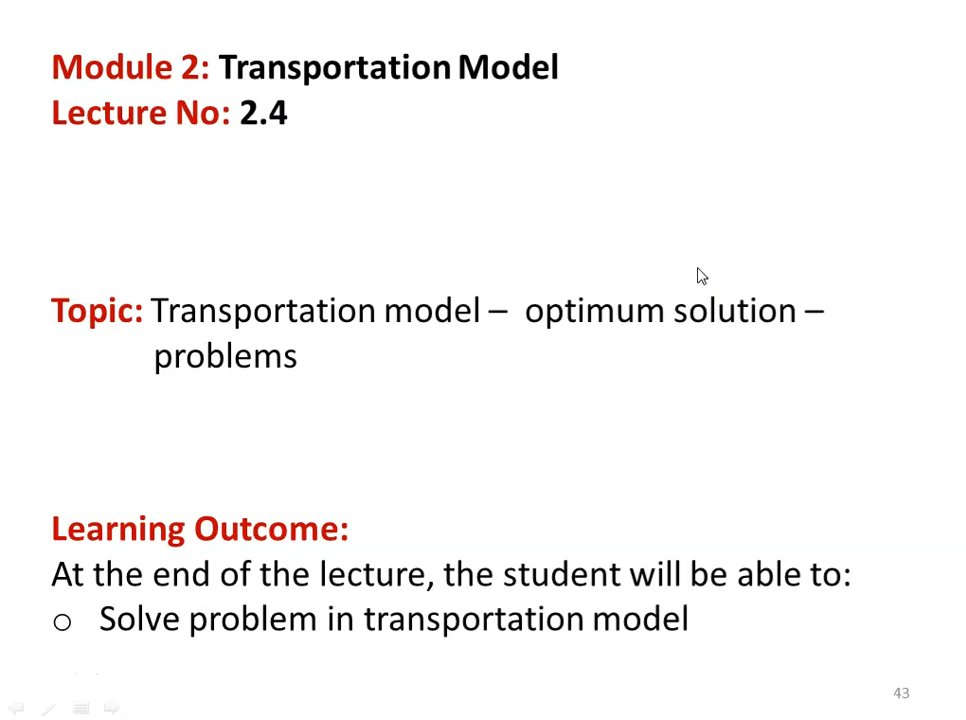 Module 2: Transportation Model
Lecture No: 2.4
Topic: Transportation model – optimum solution –
problems
Learning Outcome:
At the end of the lecture, the student will be able to:
o Solve problem in transportation model
43